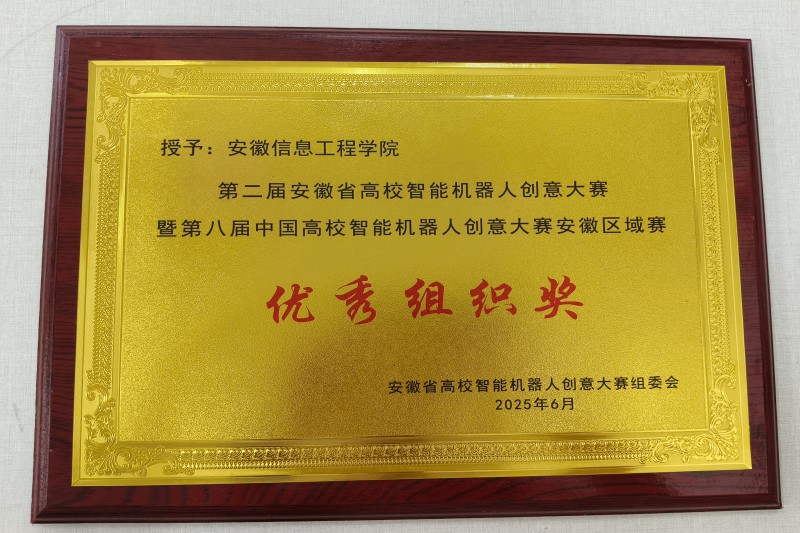 授予：安徽信息工程学院
第二届安徽省高校智能机器人创意大赛
暨第八届中国高校智能机器人创意大赛安徽区域赛
优秀组织奖
安徽省高校智能机器人创意大赛组委会
2025年6月